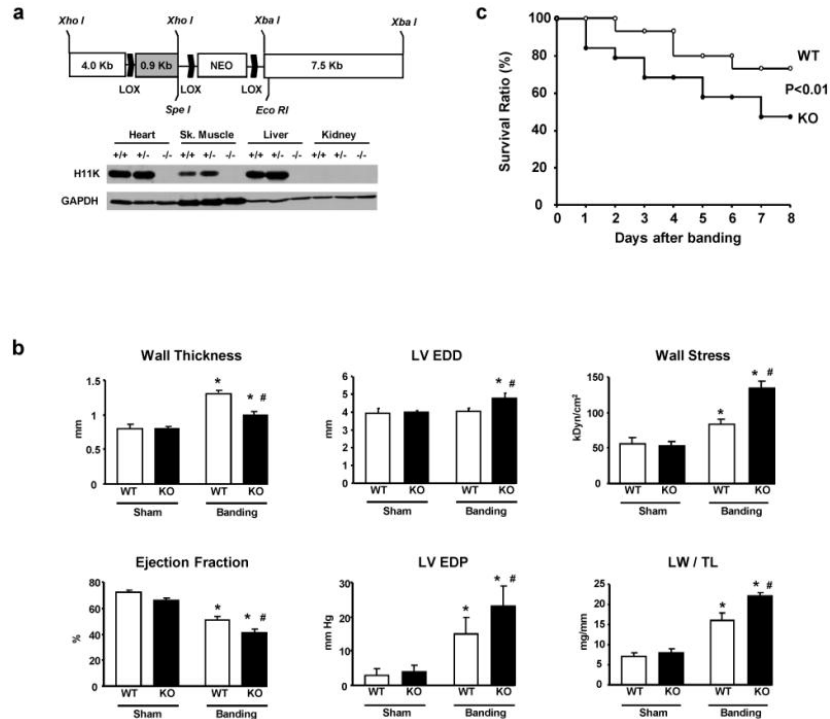 a
Xho I Xho I Xba I Xba I
4.0 Kb 0.9 Kb NEO 7.5 Kb
LOX LOX LOX
Spe I Eco RI
Heart Sk. Muscle Liver Kidney
+/+ +/- -/- +/+ +/- -/- +/+ +/- -/- +/+ +/- -/-
H11K
GAPDH
c
Survival Ratio (%)
100
80
60
40
20
0
WT
P<0.01
KO
0 1 2 3 4 5 6 7 8
Days after banding
b
Wall Thickness
mm
1.5
1
0.5
0
* * #
WT KO WT KO
Sham Banding
LV EDD
mm
6
5
4
3
2
1
0
* #
WT KO WT KO
Sham Banding
Wall Stress
kDyn/cm²
150
100
50
0
* * #
WT KO WT KO
Sham Banding
Ejection Fraction
%
80
60
40
20
0
* * #
WT KO WT KO
Sham Banding
LV EDP
mm Hg
30
20
10
0
* * #
WT KO WT KO
Sham Banding
LW / TL
mg/mm
25
20
15
10
5
0
* * #
WT KO WT KO
Sham Banding